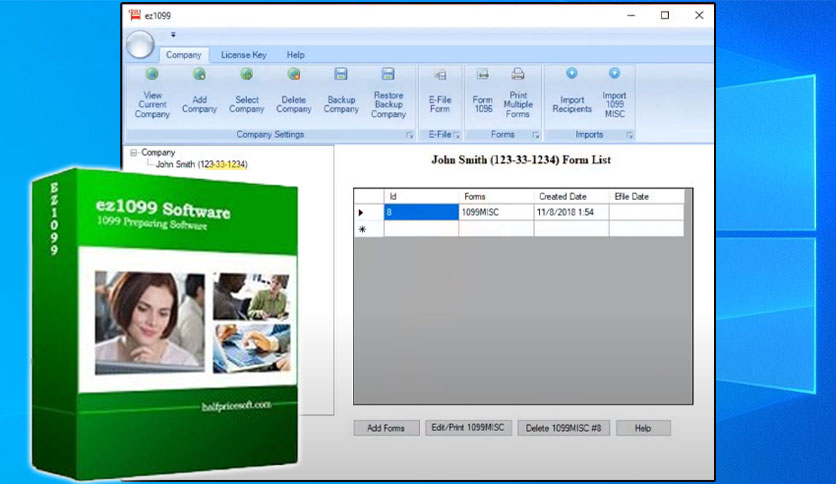 ez1099
Company License Key Help
View
Current
Company
Add
Company
Select
Company
Delete
Company
Backup
Company
Restore
Backup
Company
E-File
Form
Form
1096
Print
Multiple
Forms
Import
Recipients
Import
1099
MISC
Company Settings
E-File
Forms
Imports
Company
John Smith (123-33-1234)
John Smith (123-33-1234) Form List
Id Forms Created Date Efile Date
8 1099MISC 11/8/2018 1:54
Add Forms Edit/Print 1099MISC Delete 1099MISC #8 Help
EZ1099
ez1099 Software
1099 Preparing Software
halfpricesoft.com